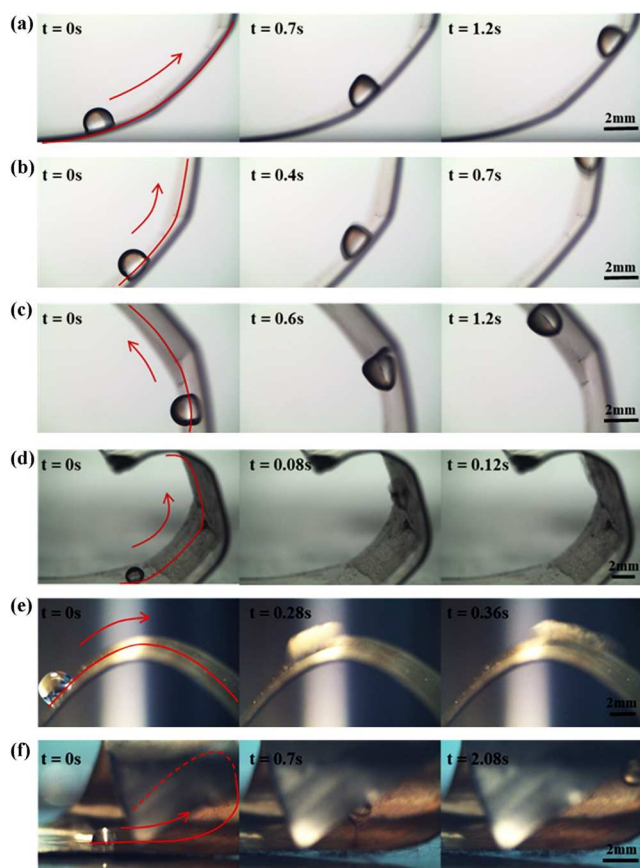 (a) t = 0s t = 0.7s t = 1.2s
2mm
(b) t = 0s t = 0.4s t = 0.7s
2mm
(c) t = 0s t = 0.6s t = 1.2s
2mm
(d) t = 0s t = 0.08s t = 0.12s
2mm
(e) t = 0s t = 0.28s t = 0.36s
2mm
(f) t = 0s t = 0.7s t = 2.08s
2mm